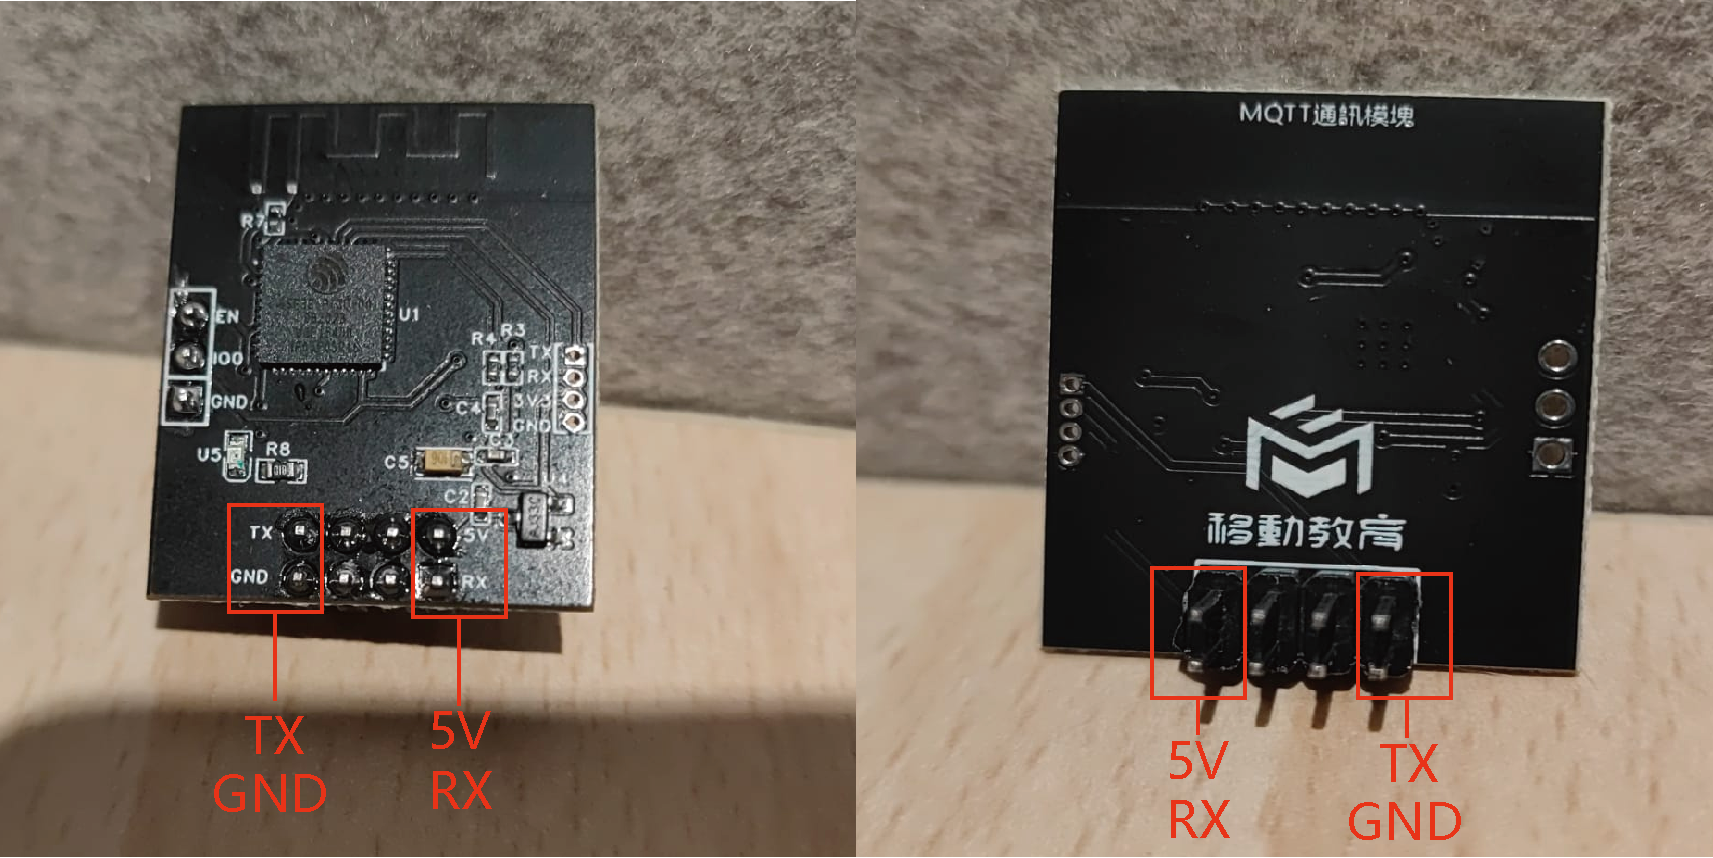 R7
EN
IO0
GND
U1
R3
R4
TX
RX
3V3
GND
C4
C3
C5
C2
U5
R8
TX
GND
5V
RX
TX
GND
5V
RX
MQTT通訊模塊
移動教育
5V
RX
TX
GND